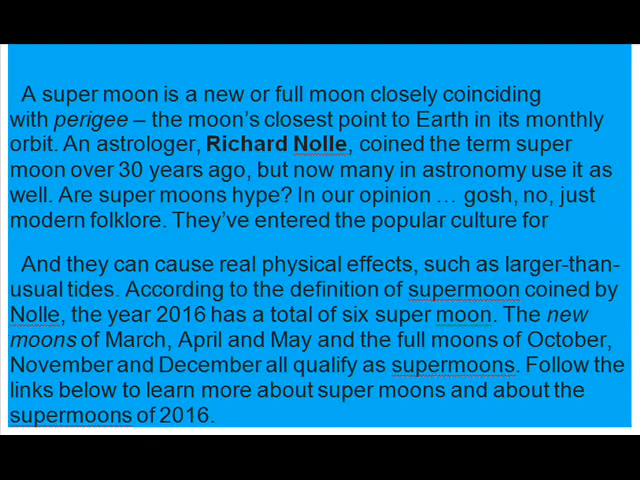 A super moon is a new or full moon closely coinciding
with perigee – the moon's closest point to Earth in its monthly
orbit. An astrologer, Richard Nolle, coined the term super
moon over 30 years ago, but now many in astronomy use it as
well. Are super moons hype? In our opinion … gosh, no, just
modern folklore. They've entered the popular culture for
And they can cause real physical effects, such as larger-than-
usual tides. According to the definition of supermoon coined by
Nolle, the year 2016 has a total of six super moon. The new
moons of March, April and May and the full moons of October,
November and December all qualify as supermoons. Follow the
links below to learn more about super moons and about the
supermoons of 2016.